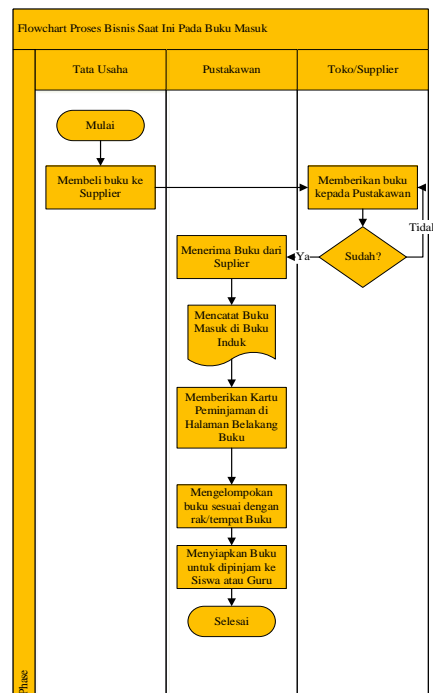 Flowchart Proses Bisnis Saat Ini Pada Buku Masuk
Tata Usaha
Pustakawan
Toko/Supplier
Mulai
Membeli buku ke
Supplier
Memberikan buku
kepada Pustakawan
Tidak
Sudah?
Ya
Menerima Buku dari
Suplier
Mencatat Buku
Masuk di Buku
Induk
Memberikan Kartu
Peminjaman di
Halaman Belakang
Buku
Mengelompokan
buku sesuai dengan
rak/tempat Buku
Menyiapkan Buku
untuk dipinjam ke
Siswa atau Guru
Selesai
Phase